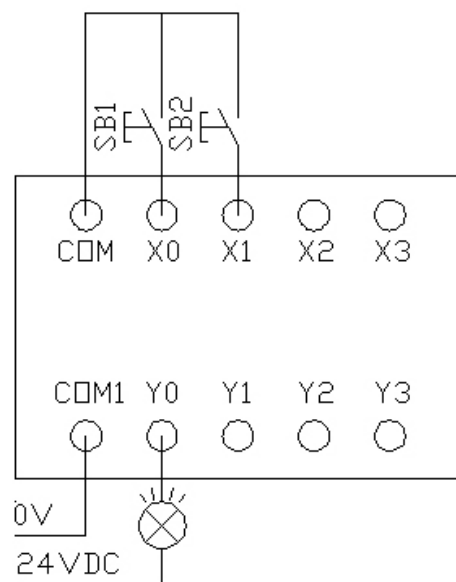 SB1 SB2
COM X0 X1 X2 X3
COM1 Y0 Y1 Y2 Y3
0V
24VDC